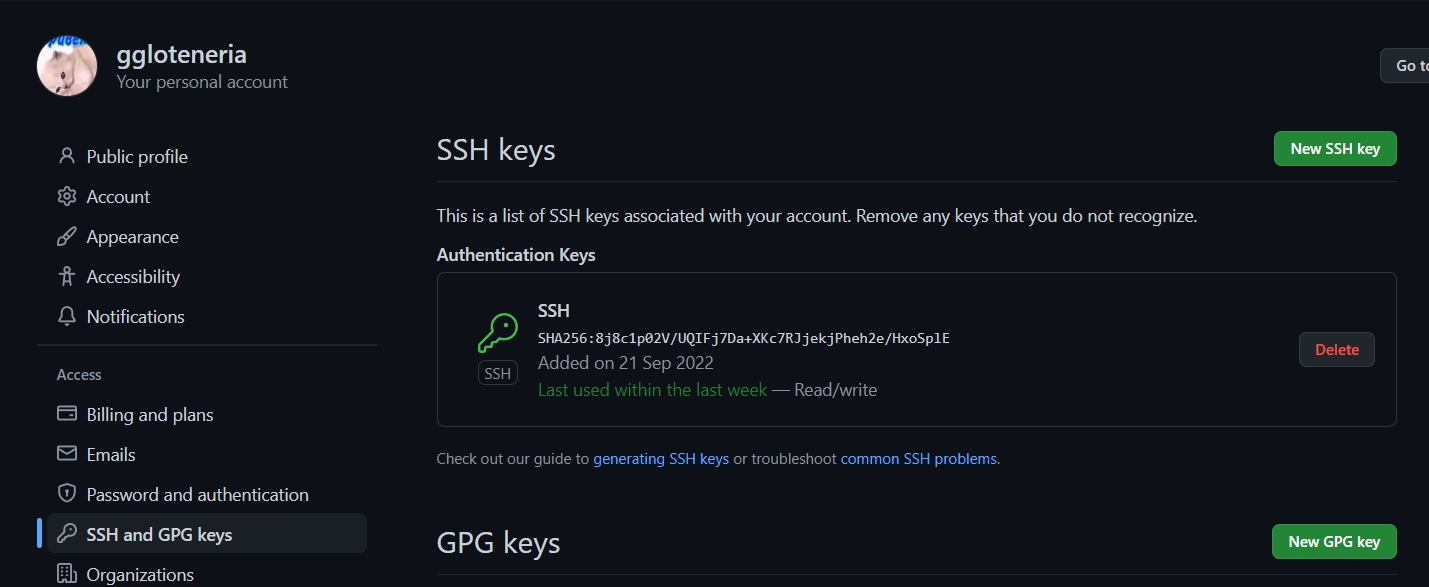 ggloteneria
Your personal account
Go to
Public profile
Account
Appearance
Accessibility
Notifications
Access
Billing and plans
Emails
Password and authentication
SSH and GPG keys
Organizations
SSH keys
New SSH key
This is a list of SSH keys associated with your account. Remove any keys that you do not recognize.
Authentication Keys
SSH
SSH
SHA256:8j8c1p02V/UQIFj7Da+XKc7RJjekjPheh2e/HxoSplE
Added on 21 Sep 2022
Last used within the last week — Read/write
Delete
Check out our guide to generating SSH keys or troubleshoot common SSH problems.
GPG keys
New GPG key